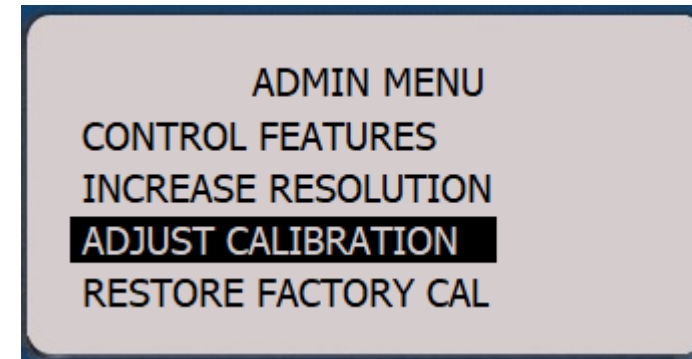 ADMIN MENU
CONTROL FEATURES
INCREASE RESOLUTION
ADJUST CALIBRATION
RESTORE FACTORY CAL